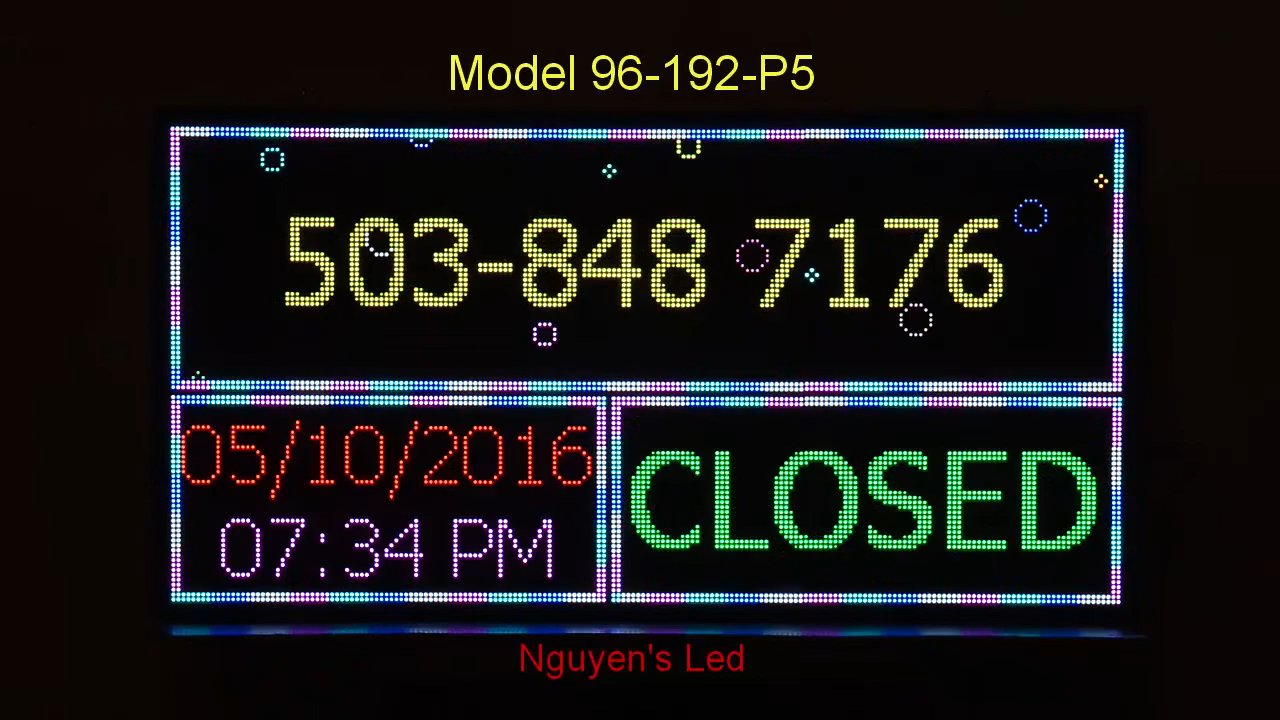 Model 96-192-P5
503-848 7176
05/10/2016
07:34 PM
CLOSED
Nguyen's Led